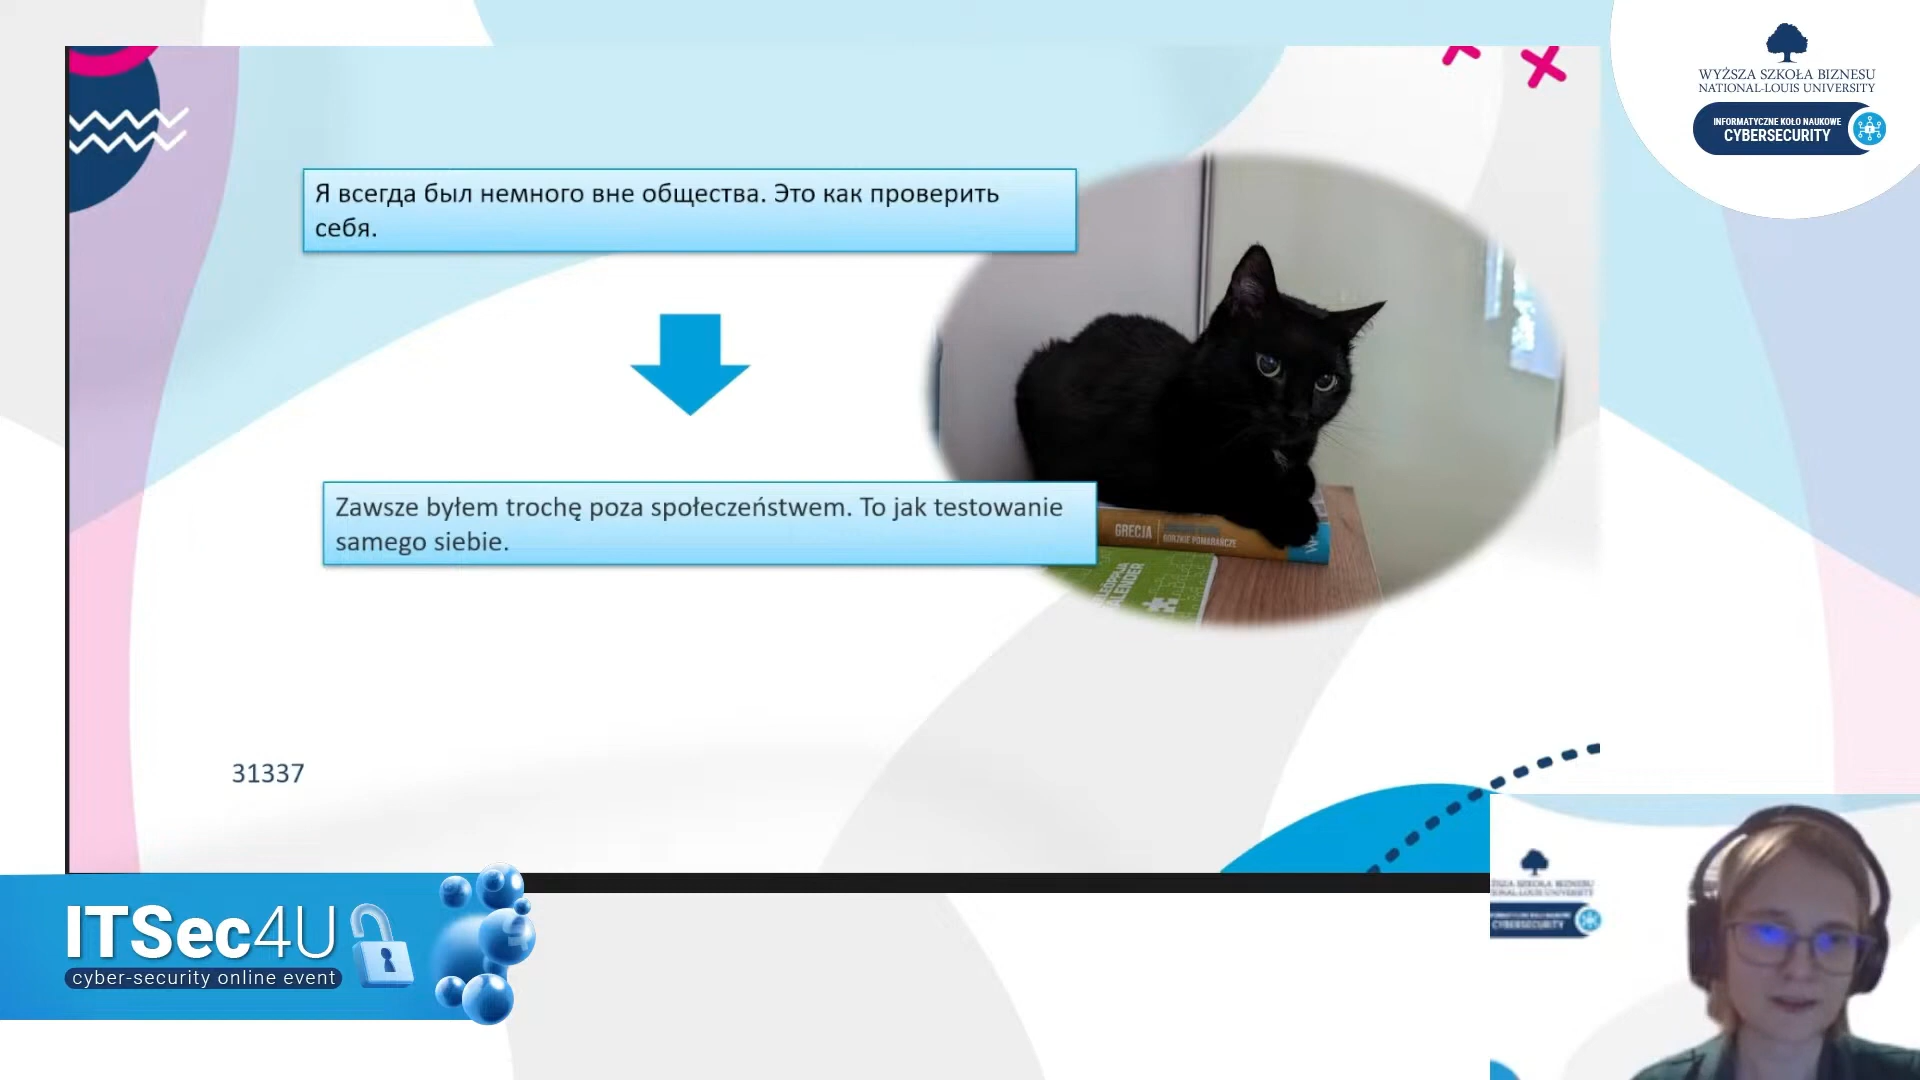 WYŻSZA SZKOŁA BIZNESU
NATIONAL-LOUIS UNIVERSITY
INFORMATYCZNE KOŁO NAUKOWE
CYBERSECURITY
Я всегда был немного вне общества. Это как проверить
себя.
Zawsze byłem trochę poza społeczeństwem. To jak testowanie
samego siebie.
GRECJA
GORZKIE POMARAŃCZE
31337
ITSec4U
cyber-security online event
CYBERSECURITY